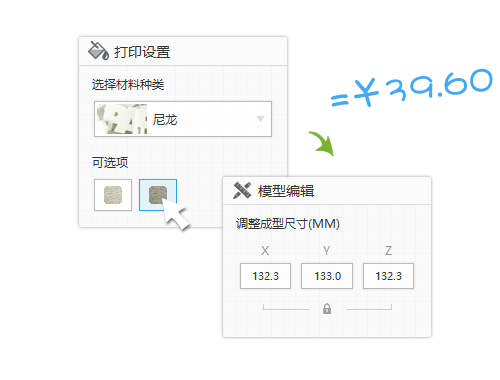 打印设置
选择材料种类
尼龙
可选项
=¥39.60
模型编辑
调整成型尺寸(MM)
X Y Z
132.3 133.0 132.3